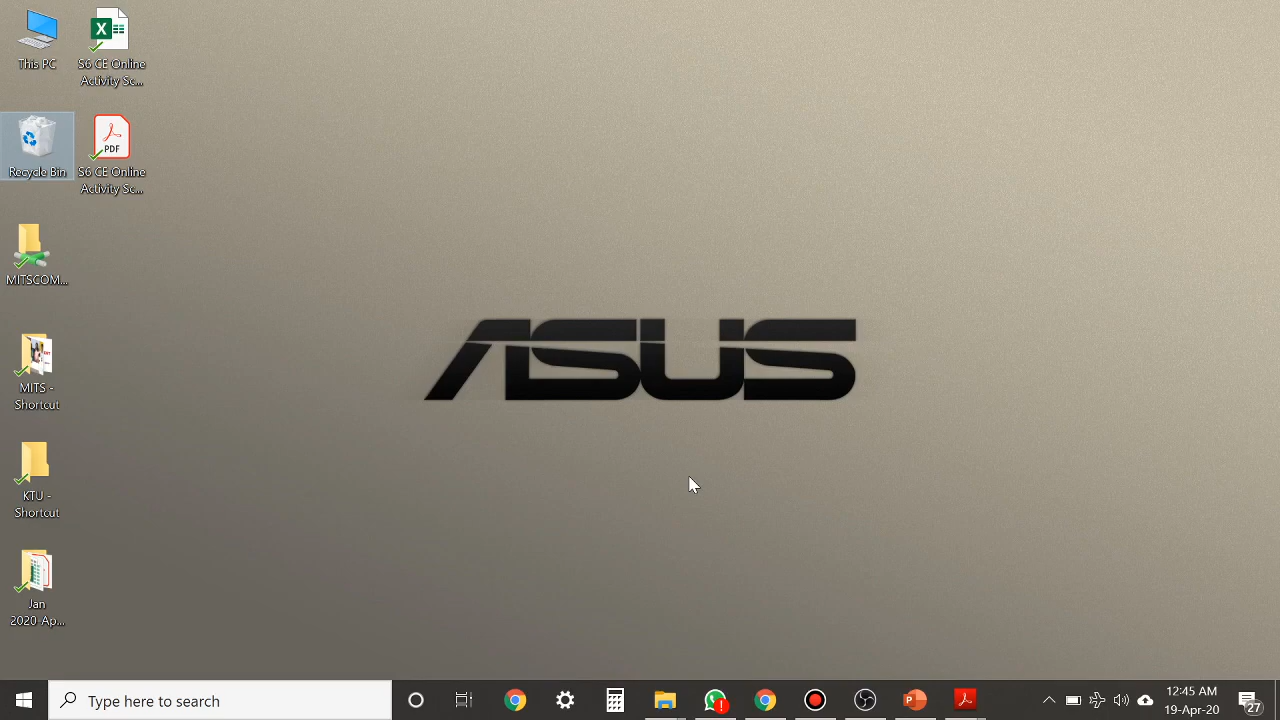 This PC
S6 CE Online
Activity Sc...
Recycle Bin
PDF
S6 CE Online
Activity Sc...
MITSCOM...
MITS -
Shortcut
KTU -
Shortcut
Jan
2020-Ap...
ASUS
Type here to search
12:45 AM
19-Apr-20
27